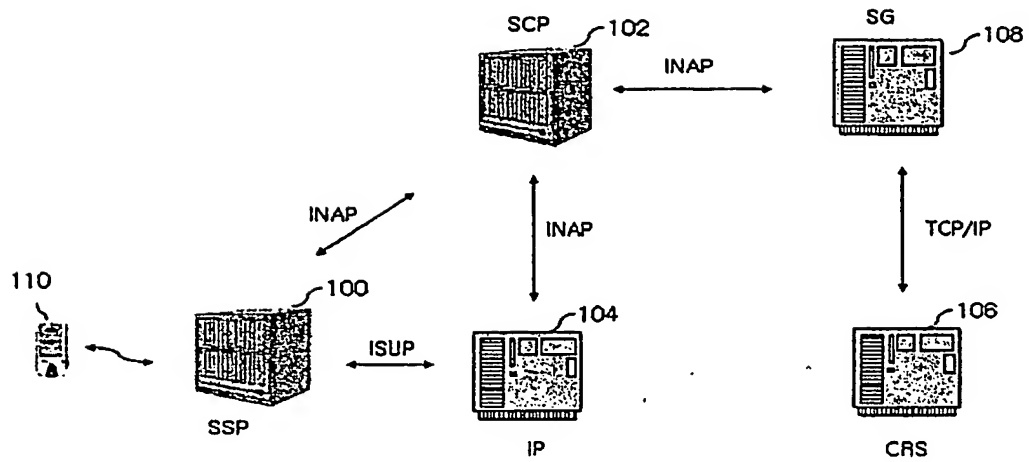 SCP
102
SG
108
INAP
INAP
INAP
TCP/IP
110
100
104
106
ISUP
SSP
IP
CRS